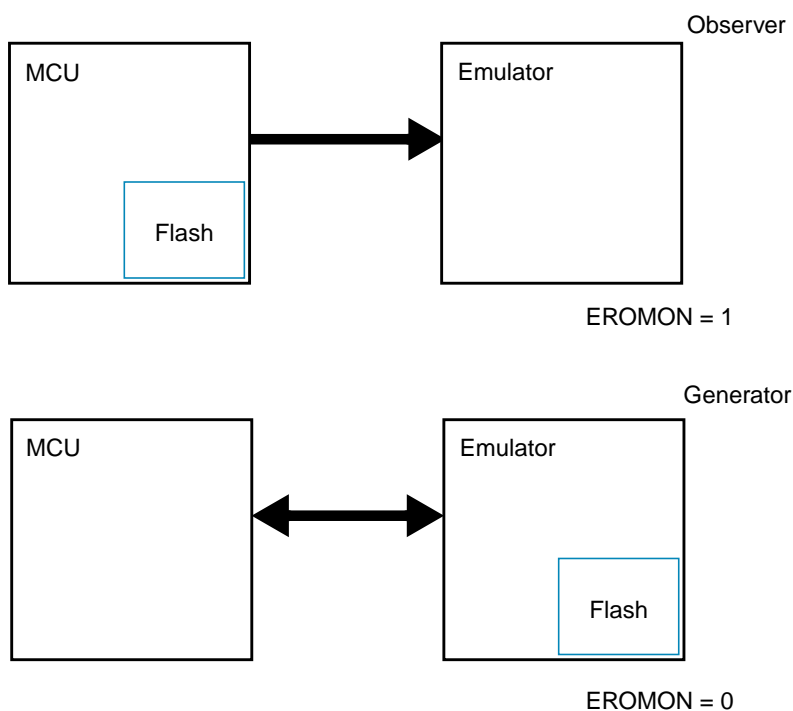 Observer
MCU
Emulator
Flash
EROMON = 1
Generator
MCU
Emulator
Flash
EROMON = 0